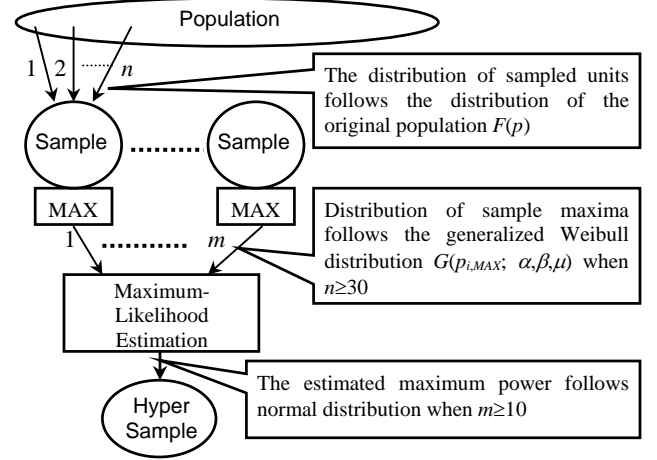 Population
1 2 ........ n
The distribution of sampled units
follows the distribution of the
original population F(p)
Sample
Sample
MAX
MAX
1 m
Distribution of sample maxima
follows the generalized Weibull
distribution G(p_{i,MAX}; α,β,μ) when
n≥30
Maximum-
Likelihood
Estimation
The estimated maximum power follows
normal distribution when m≥10
Hyper
Sample